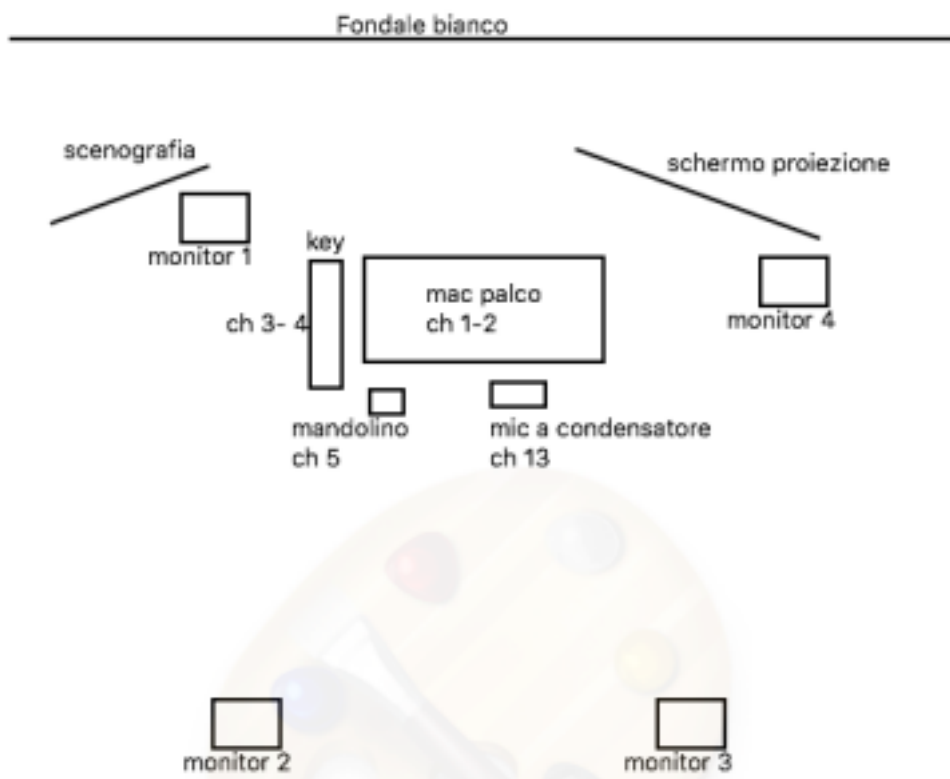 Fondale bianco
scenografia
schermo proiezione
monitor 1
key
mac palco
ch 1-2
ch 3- 4
monitor 4
mandolino
ch 5
mic a condensatore
ch 13
monitor 2
monitor 3